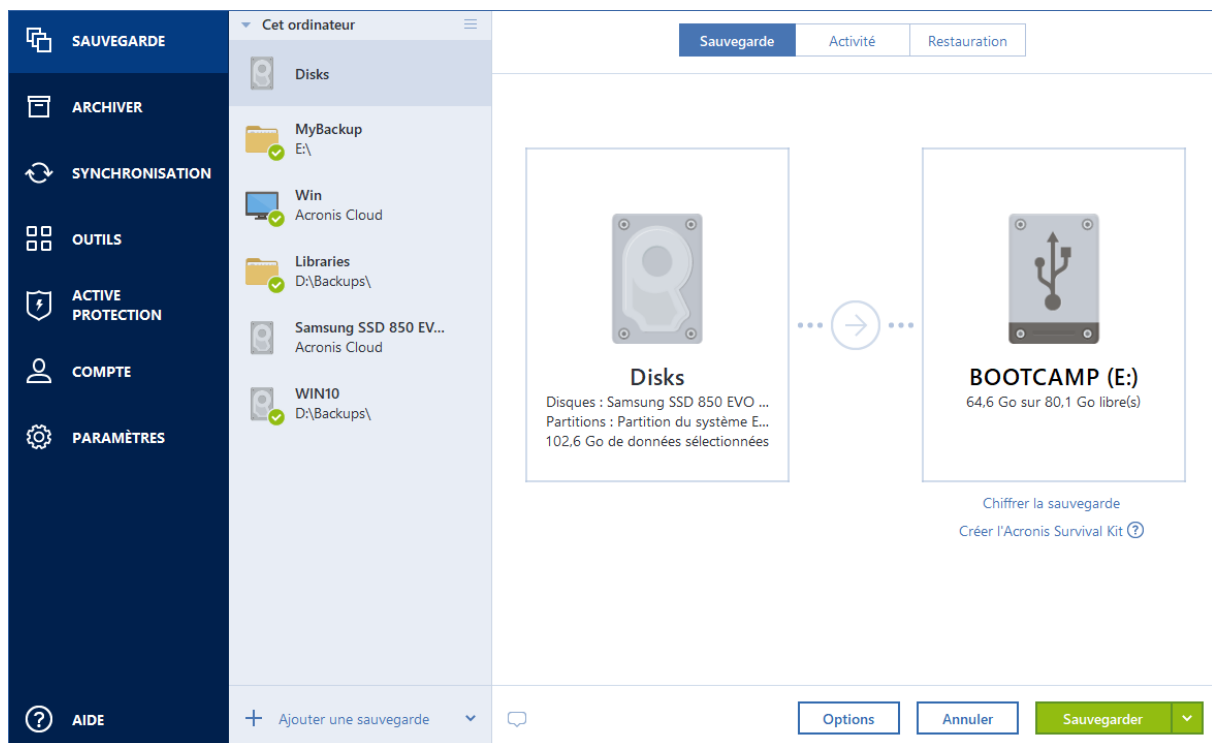 SAUVEGARDE
ARCHIVER
SYNCHRONISATION
OUTILS
ACTIVE
PROTECTION
COMPTE
PARAMÈTRES
AIDE
Cet ordinateur
Disks
MyBackup
E:\
Win
Acronis Cloud
Libraries
D:\Backups\
Samsung SSD 850 EV...
Acronis Cloud
WIN10
D:\Backups\
Ajouter une sauvegarde
Sauvegarde
Activité
Restauration
Disks
Disques : Samsung SSD 850 EVO ...
Partitions : Partition du système E...
102,6 Go de données sélectionnées
BOOTCAMP (E:)
64,6 Go sur 80,1 Go libre(s)
Chiffrer la sauvegarde
Créer l'Acronis Survival Kit ?
Options
Annuler
Sauvegarder